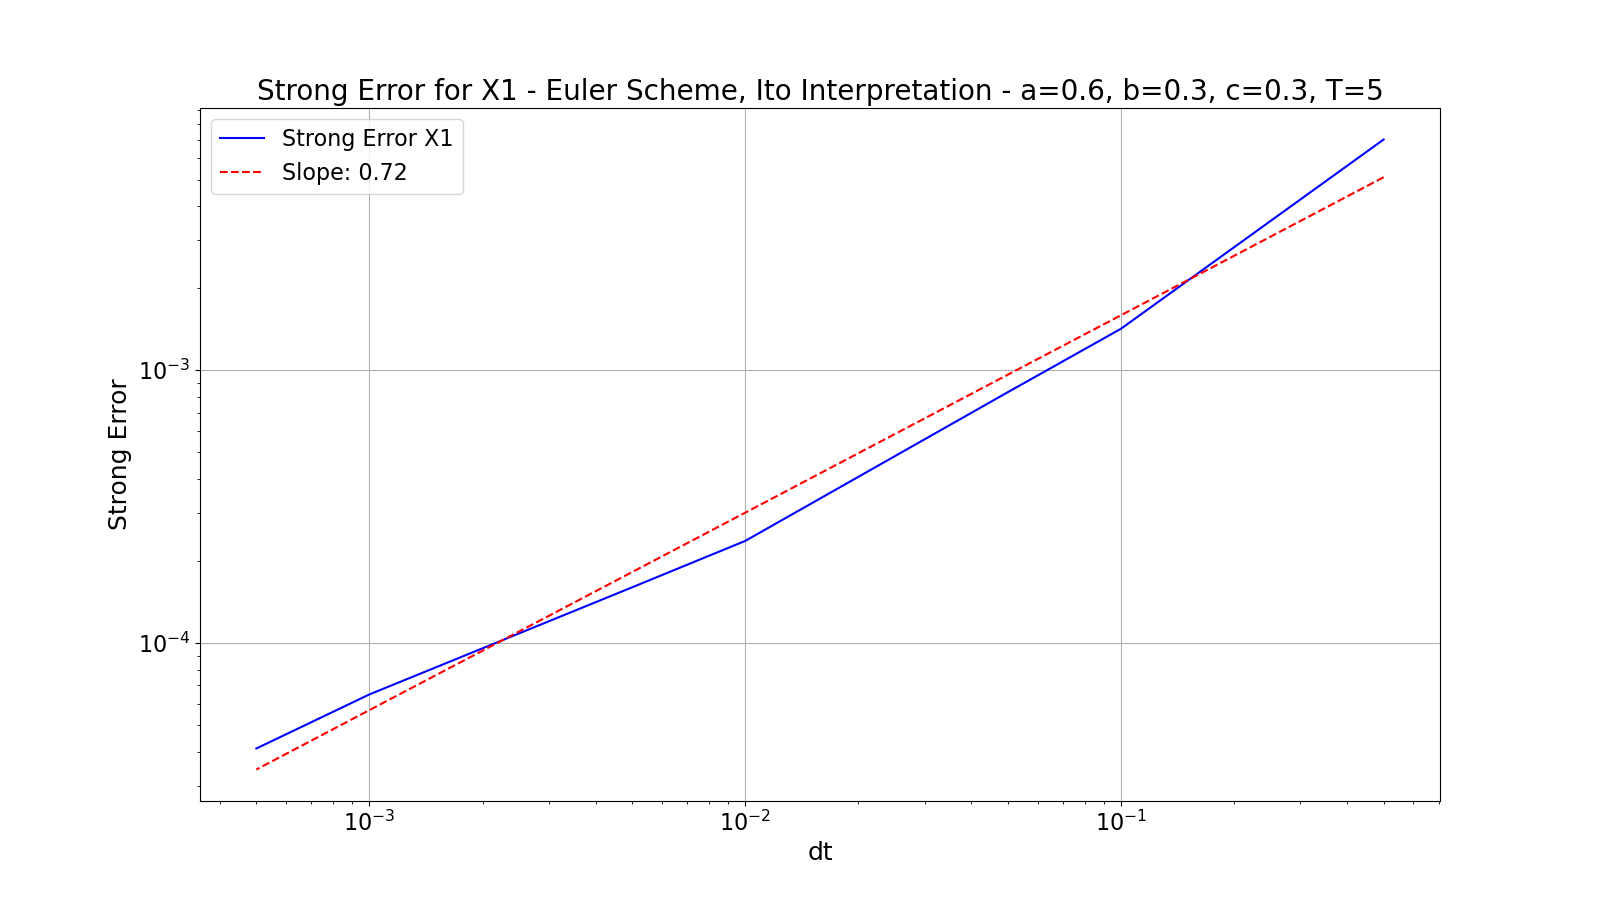 Strong Error for X1 - Euler Scheme, Ito Interpretation - a=0.6, b=0.3, c=0.3, T=5
Strong Error X1
Slope: 0.72
Strong Error
10⁻³
10⁻⁴
10⁻³ 10⁻² 10⁻¹
dt